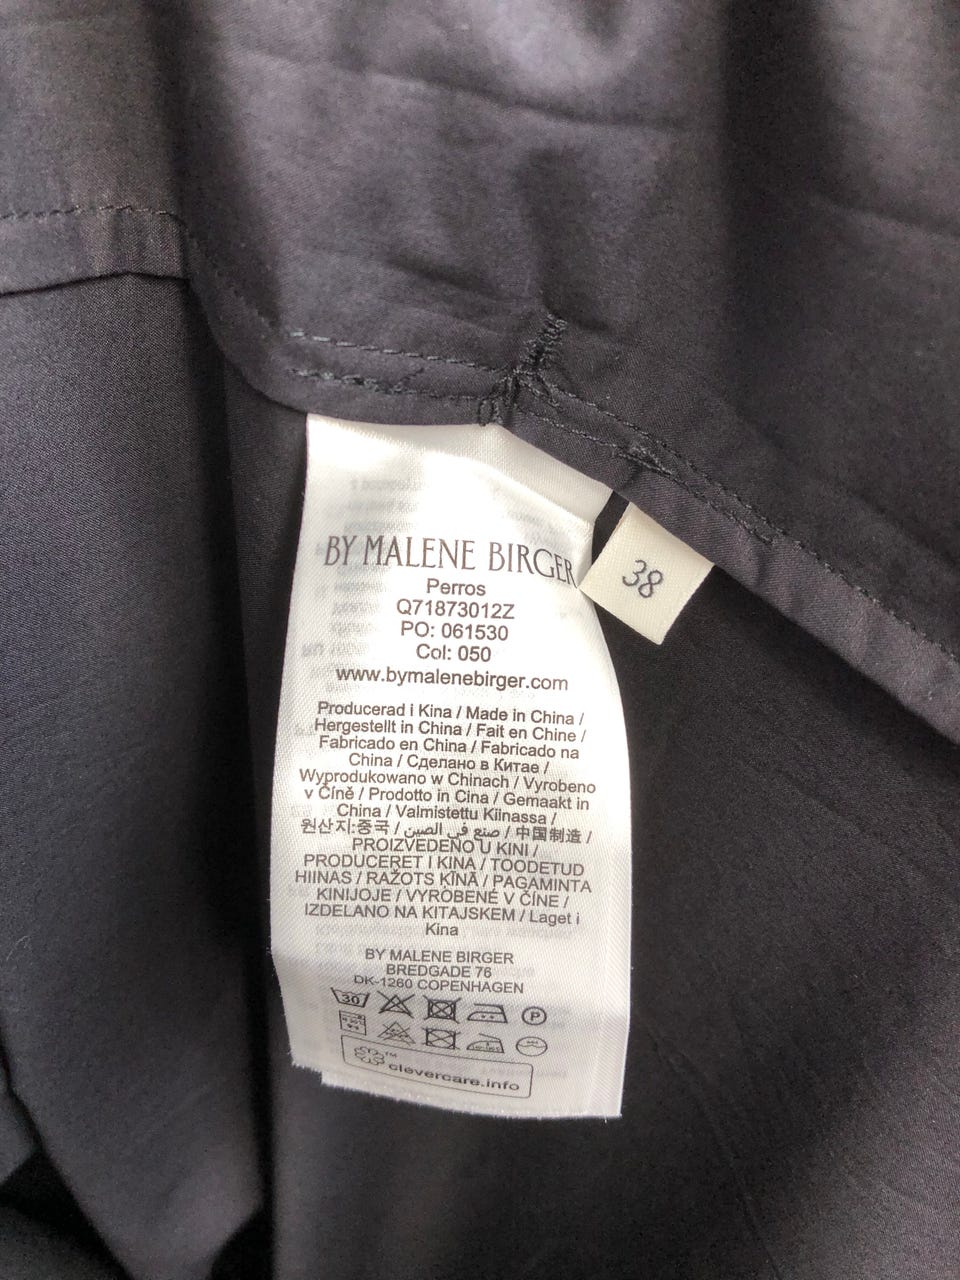 BY MALENE BIRGER
Perros
Q71873012Z
PO: 061530
Col: 050
www.bymalenebirger.com
Producerad i Kina / Made in China /
Hergestellt in China / Fait en Chine /
Fabricado en China / Fabricado na
China / Сделано в Китае /
Wyprodukowano w Chinach / Vyrobeno
v Číně / Prodotto in Cina / Gemaakt in
China / Valmistettu Kiinassa /
원산지:중국 / صنع في الصين / 中国制造 /
PROIZVEDENO U KINI /
PRODUCERET I KINA / TOODETUD
HIINAS / RAŽOTS ĶĪNĀ / PAGAMINTA
KINIJOJE / VYROBENÉ V ČÍNE /
IZDELANO NA KITAJSKEM / Laget i
Kina
BY MALENE BIRGER
BREDGADE 76
DK-1260 COPENHAGEN
30
P
™ clevercare.info
38